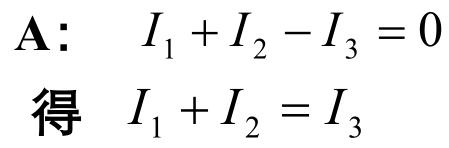 A: I₁ + I₂ − I₃ = 0
得 I₁ + I₂ = I₃